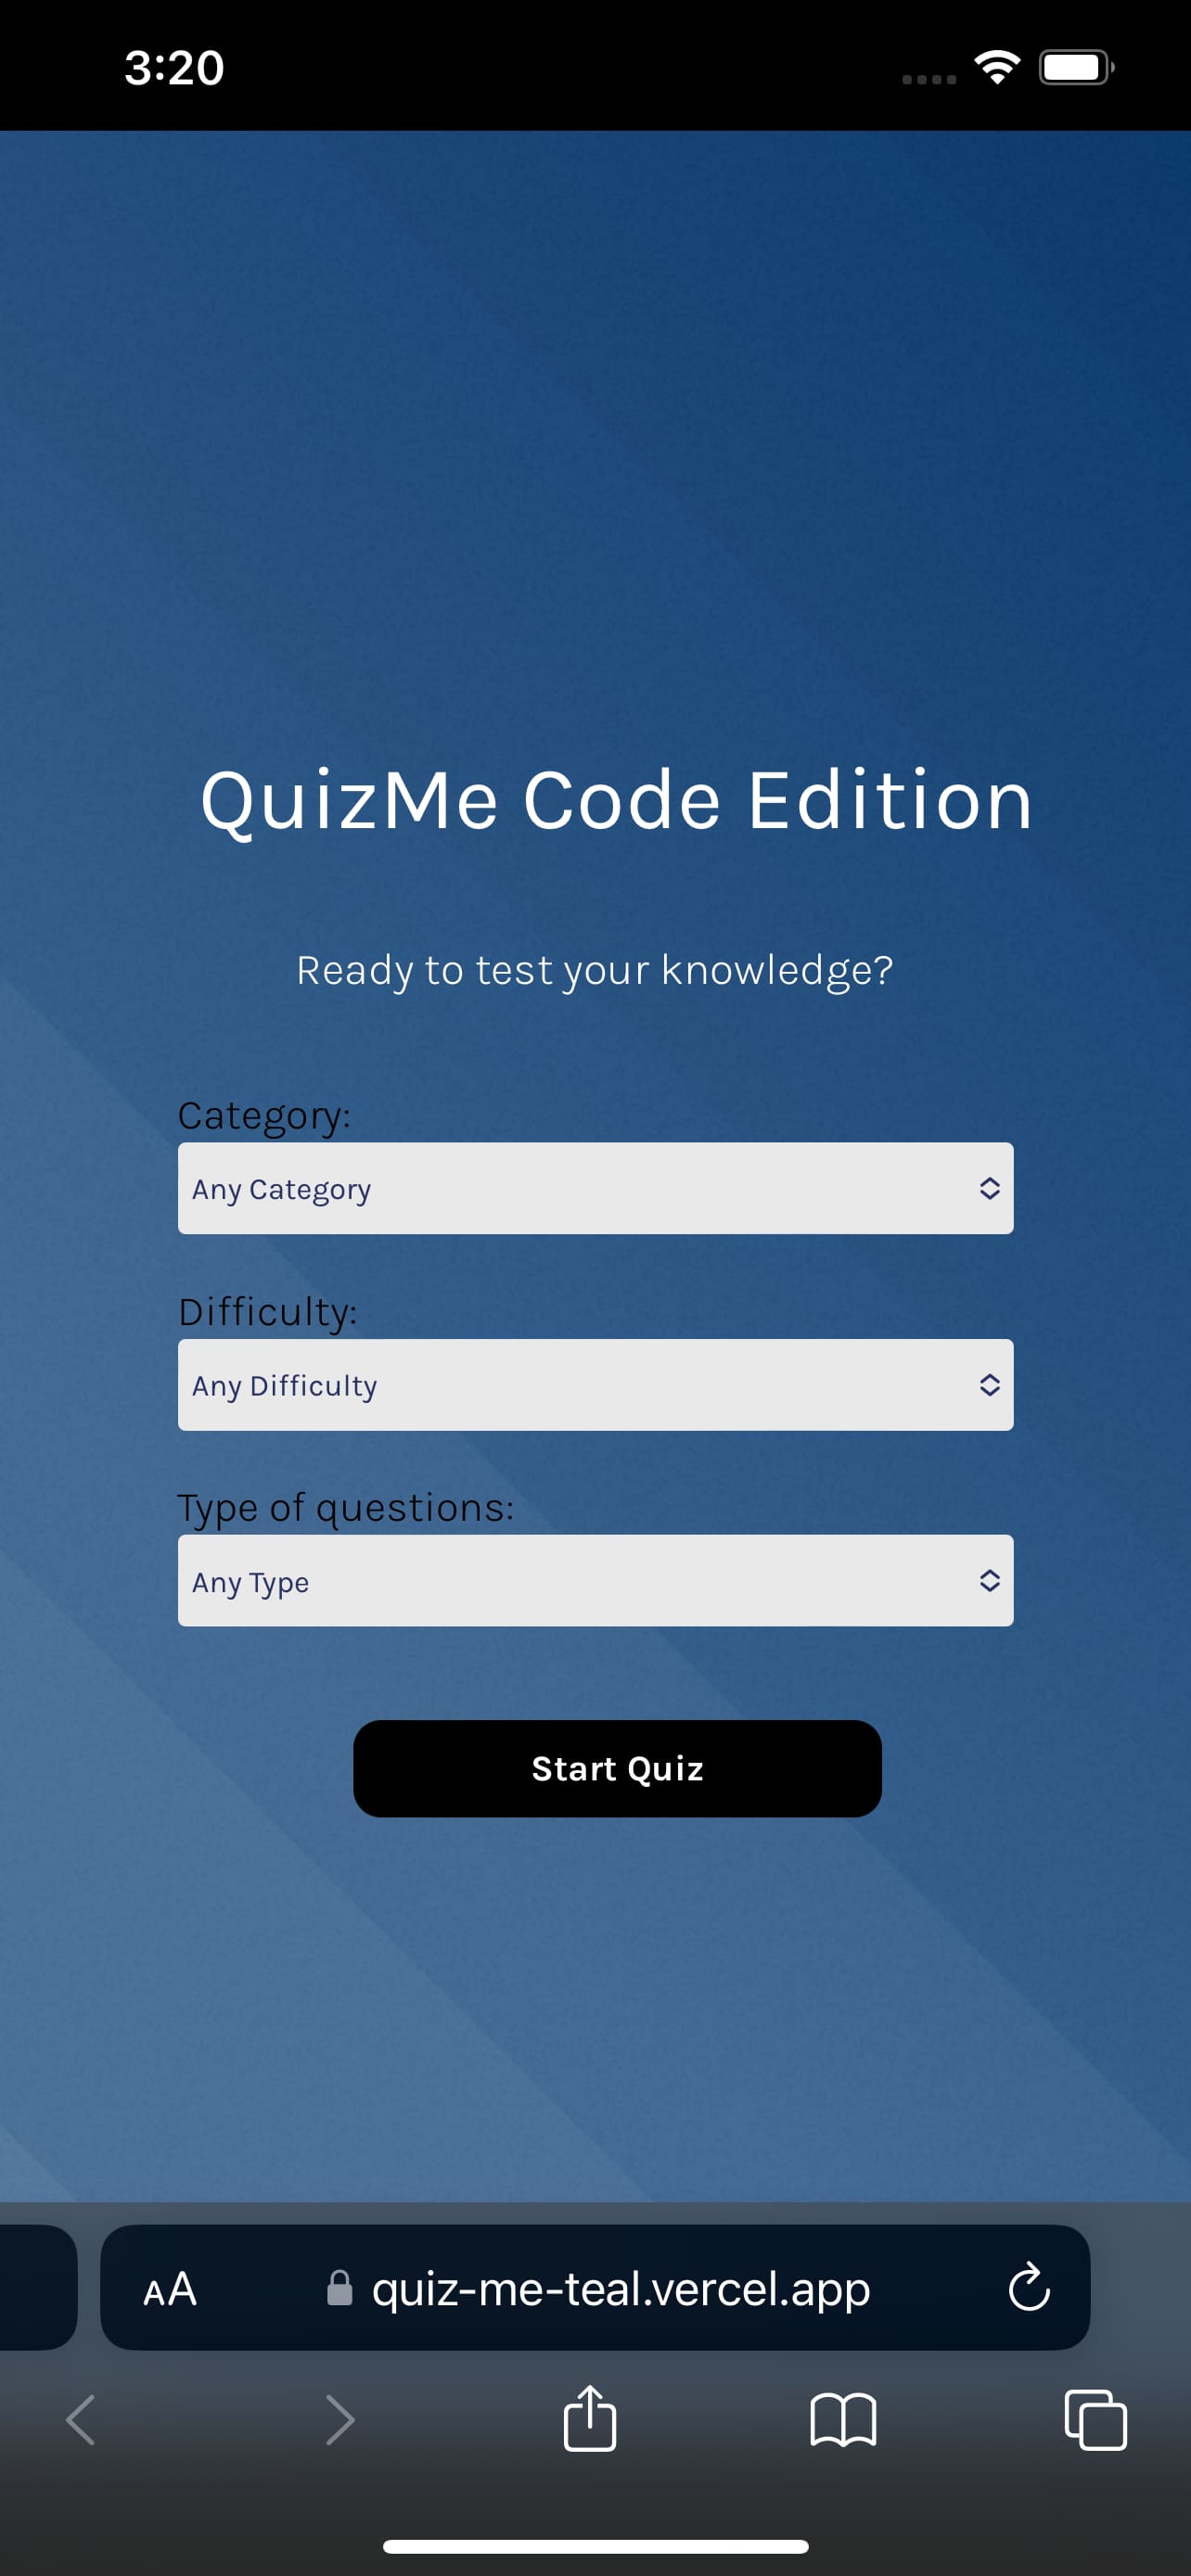 3:20
QuizMe Code Edition
Ready to test your knowledge?
Category:
Any Category
Difficulty:
Any Difficulty
Type of questions:
Any Type
Start Quiz
AA quiz-me-teal.vercel.app